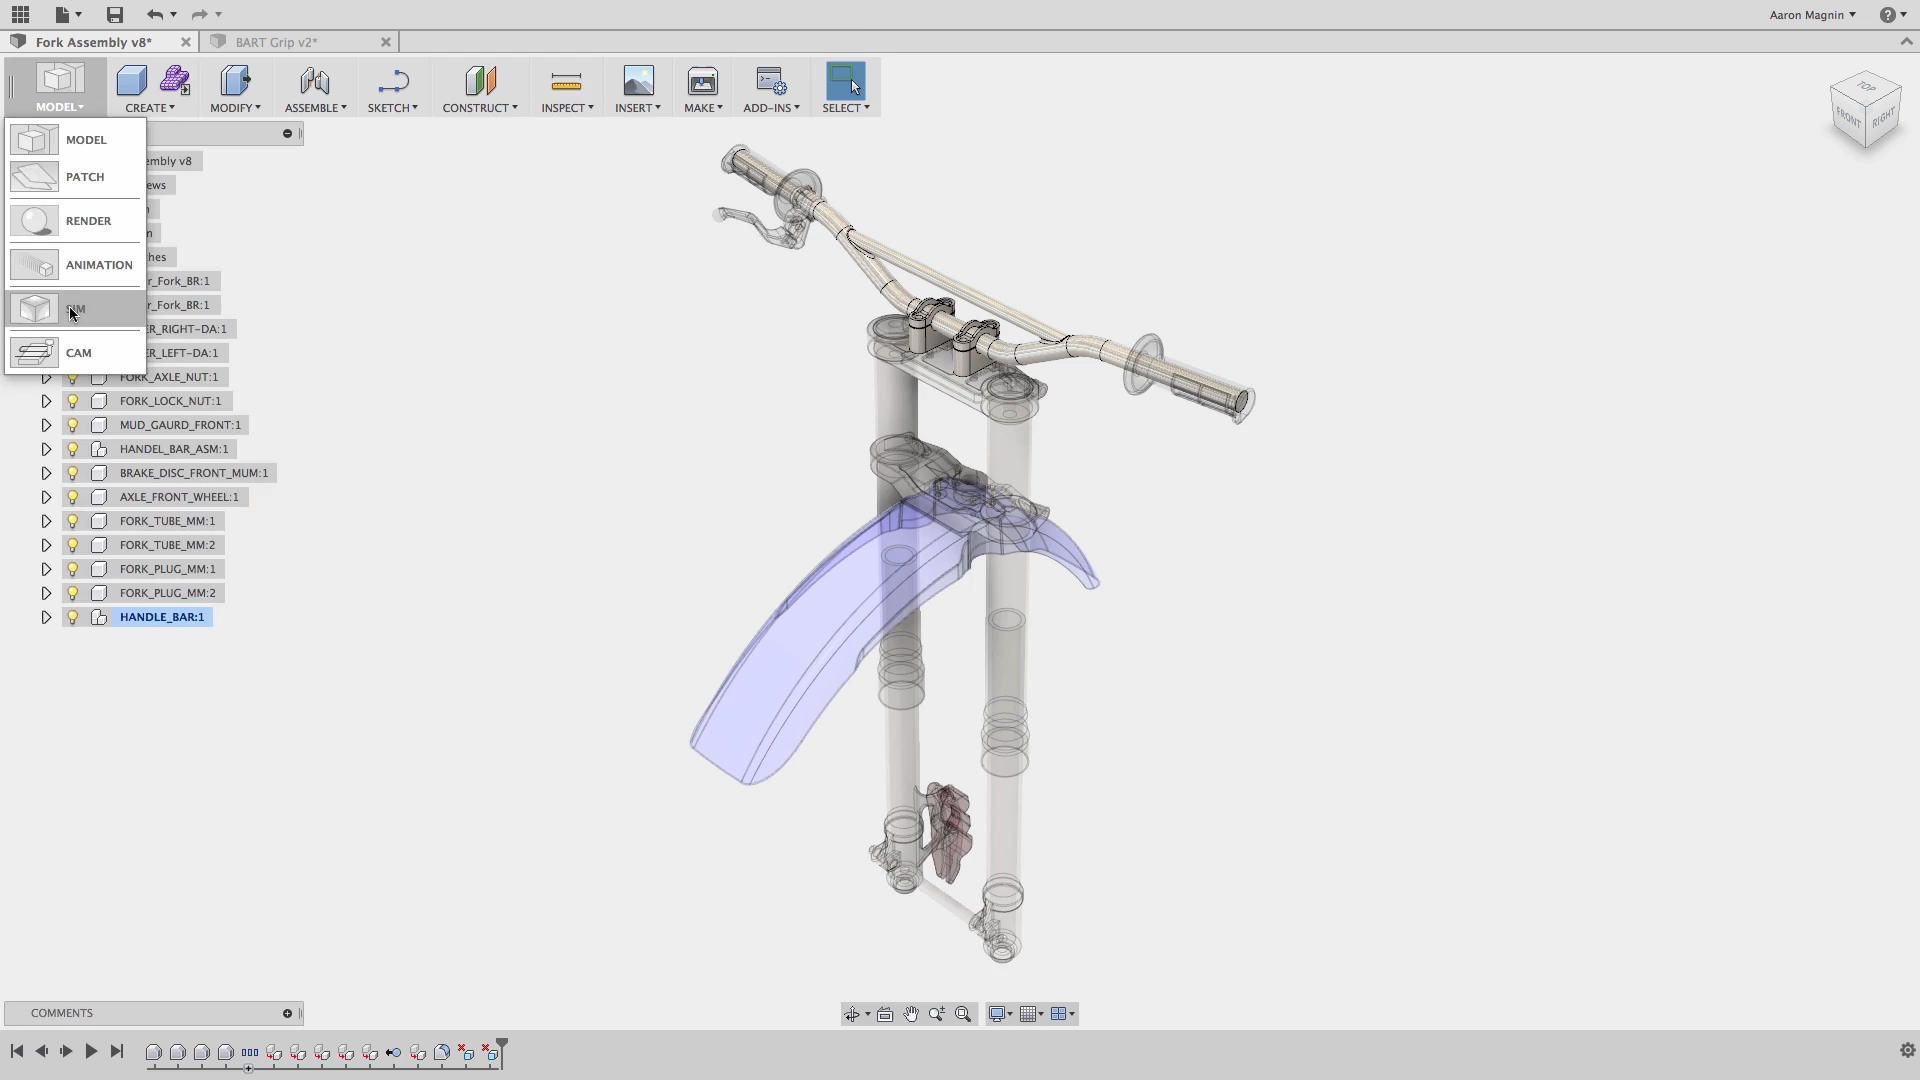 Aaron Magnin
Fork Assembly v8*
BART Grip v2*
MODEL
CREATE
MODIFY
ASSEMBLE
SKETCH
CONSTRUCT
INSPECT
INSERT
MAKE
ADD-INS
SELECT
TOP
FRONT
RIGHT
MODEL
PATCH
RENDER
ANIMATION
SIM
CAM
embly v8
ews
n
ches
r_Fork_BR:1
r_Fork_BR:1
ER_RIGHT-DA:1
ER_LEFT-DA:1
FORK_AXLE_NUT:1
FORK_LOCK_NUT:1
MUD_GAURD_FRONT:1
HANDEL_BAR_ASM:1
BRAKE_DISC_FRONT_MUM:1
AXLE_FRONT_WHEEL:1
FORK_TUBE_MM:1
FORK_TUBE_MM:2
FORK_PLUG_MM:1
FORK_PLUG_MM:2
HANDLE_BAR:1
COMMENTS